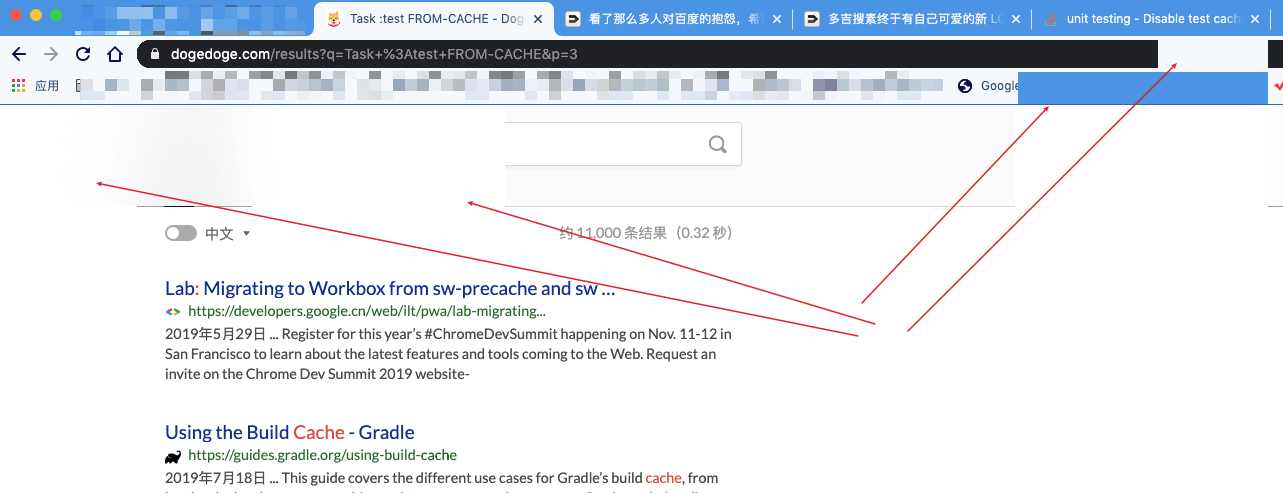 Task :test FROM-CACHE - Dog
看了那么多人对百度的抱怨，希
多吉搜索终于有自己可爱的新 LO
unit testing - Disable test cach
dogedoge.com/results?q=Task+%3Atest+FROM-CACHE&p=3
应用
Google
中文
约 11,000 条结果（0.32 秒）
Lab: Migrating to Workbox from sw-precache and sw ...
https://developers.google.cn/web/ilt/pwa/lab-migrating...
2019年5月29日 ... Register for this year's #ChromeDevSummit happening on Nov. 11-12 in
San Francisco to learn about the latest features and tools coming to the Web. Request an
invite on the Chrome Dev Summit 2019 website-
Using the Build Cache - Gradle
https://guides.gradle.org/using-build-cache
2019年7月18日 ... This guide covers the different use cases for Gradle's build cache, from